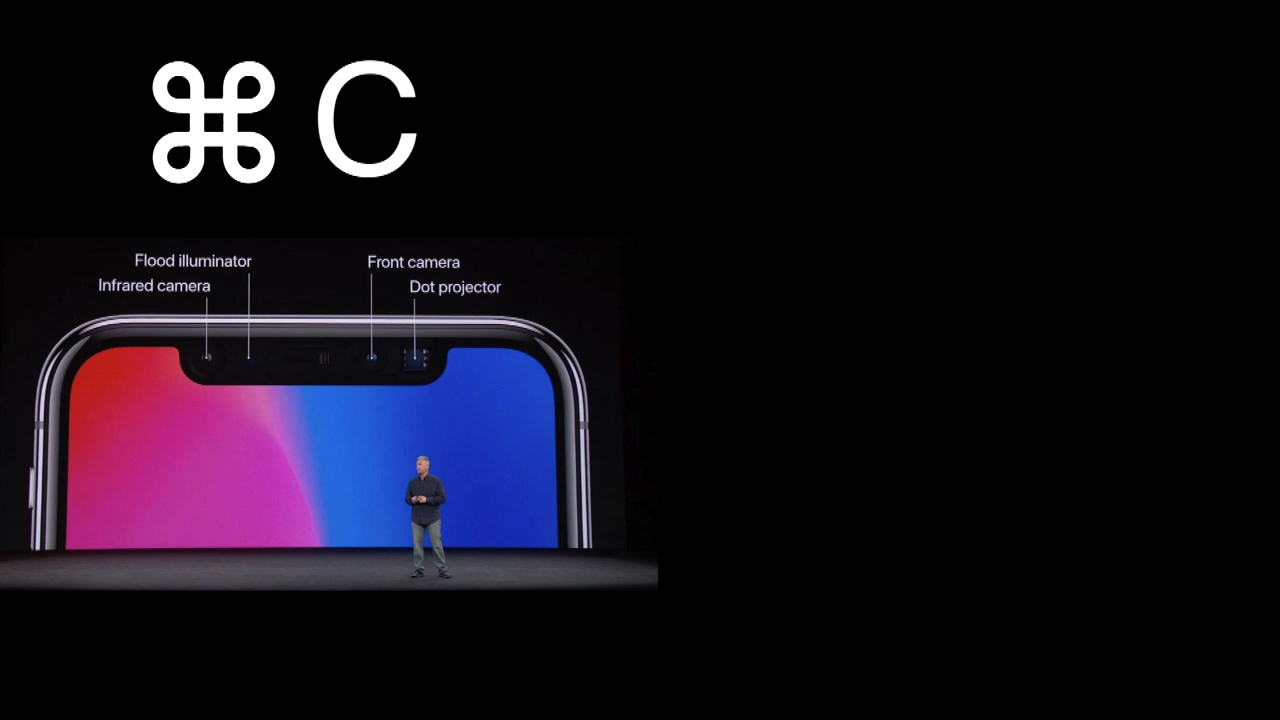 ⌘ C
Flood illuminator
Front camera
Infrared camera
Dot projector